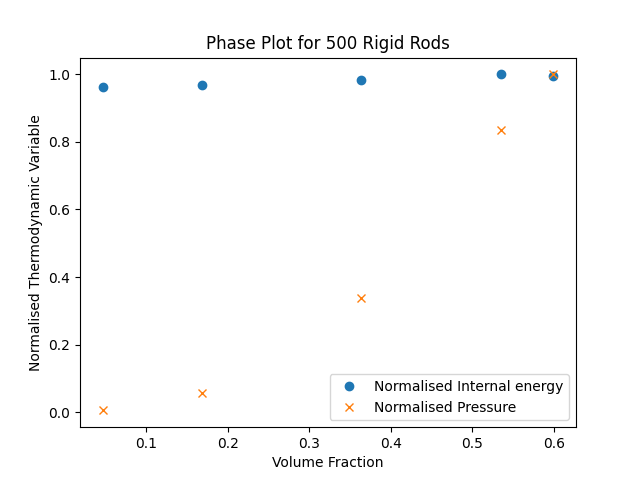 Phase Plot for 500 Rigid Rods
Normalised Thermodynamic Variable
1.0
0.8
0.6
0.4
0.2
0.0
Normalised Internal energy
Normalised Pressure
0.1 0.2 0.3 0.4 0.5 0.6
Volume Fraction